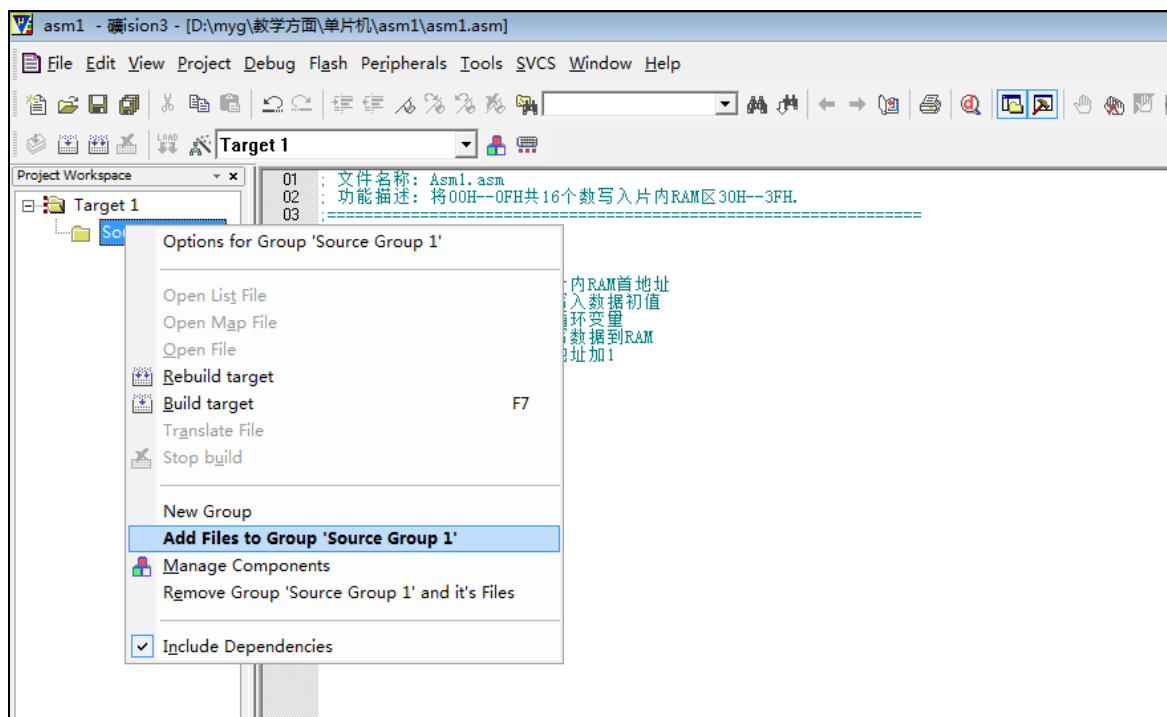 asm1 - 礦ision3 - [D:\myg\教学方面\单片机\asm1\asm1.asm]
File Edit View Project Debug Flash Peripherals Tools SVCS Window Help
LOAD Target 1
Project Workspace
Target 1
Sou
01 ; 文件名称: Asm1.asm
02 ; 功能描述: 将00H--0FH共16个数写入片内RAM区30H--3FH.
03 ;=================================================================
内RAM首地址
入数据初值
循环变量
数据到RAM
地址加1
Options for Group 'Source Group 1'
Open List File
Open Map File
Open File
Rebuild target
Build target F7
Translate File
Stop build
New Group
Add Files to Group 'Source Group 1'
Manage Components
Remove Group 'Source Group 1' and it's Files
Include Dependencies